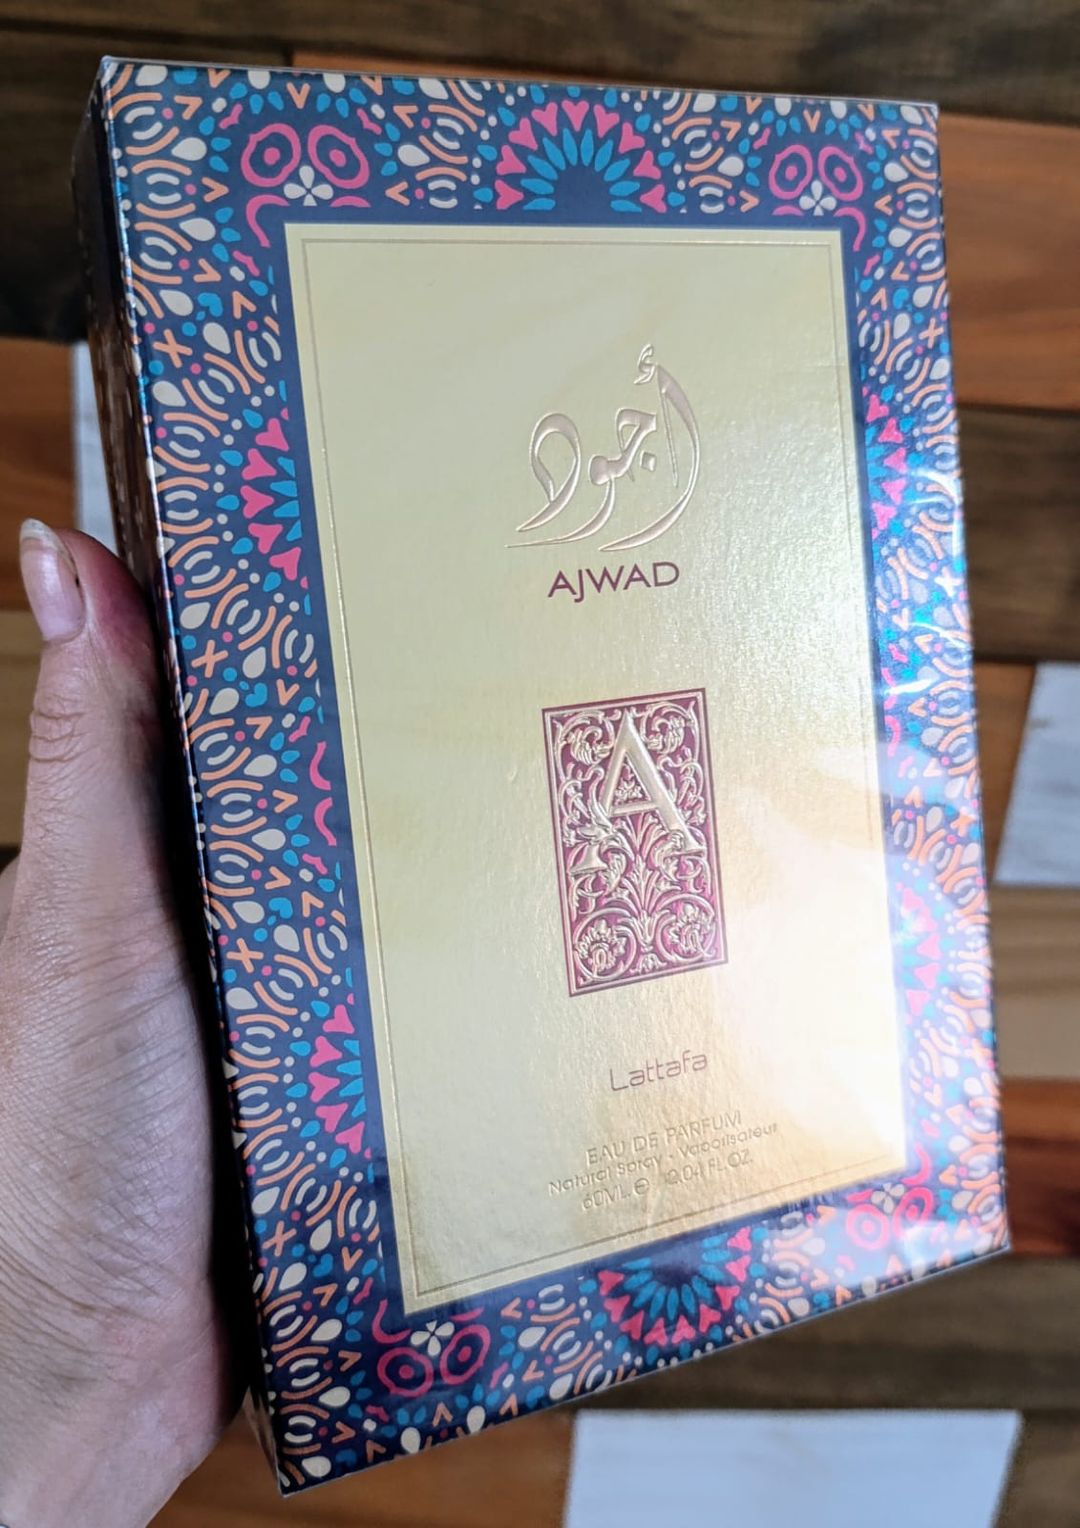 أجود
AJWAD
A
Lattafa
EAU DE PARFUM
Natural Spray • Vaporisateur
60ML. ℮ 2.04 FL.OZ.